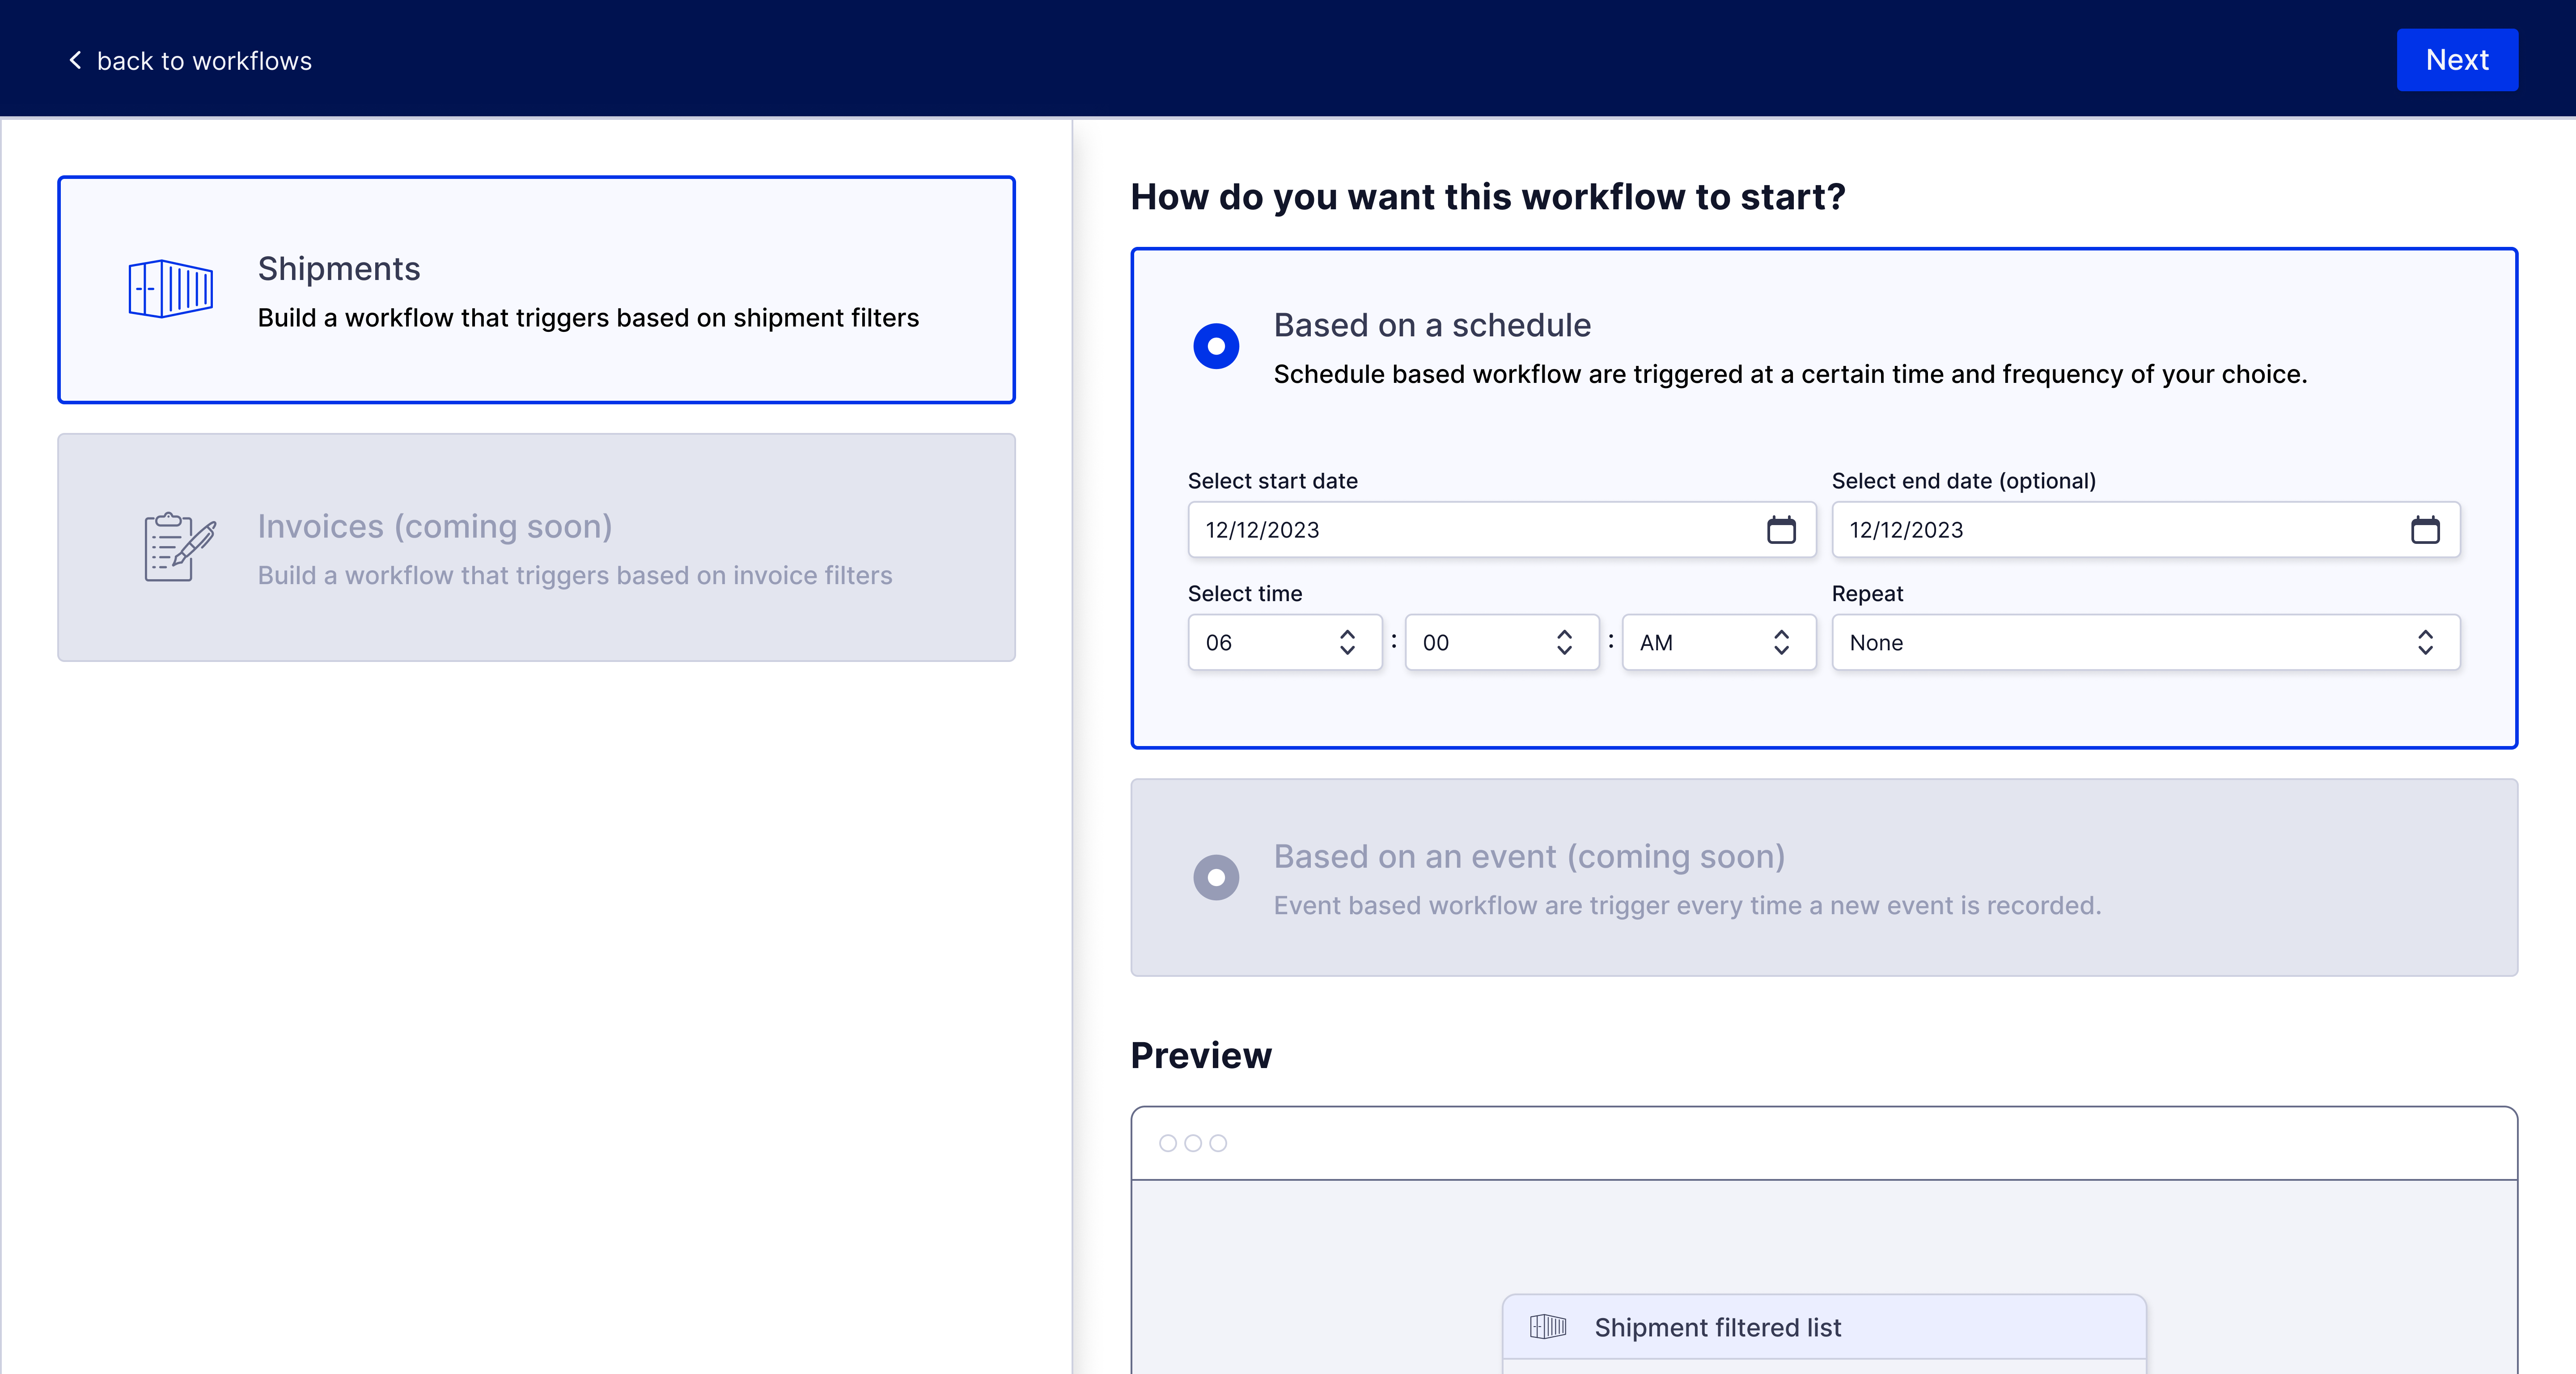 back to workflows
Next
Shipments
Build a workflow that triggers based on shipment filters
Invoices (coming soon)
Build a workflow that triggers based on invoice filters
How do you want this workflow to start?
Based on a schedule
Schedule based workflow are triggered at a certain time and frequency of your choice.
Select start date
Select end date (optional)
12/12/2023
12/12/2023
Select time
Repeat
06 : 00 : AM
None
Based on an event (coming soon)
Event based workflow are trigger every time a new event is recorded.
Preview
Shipment filtered list